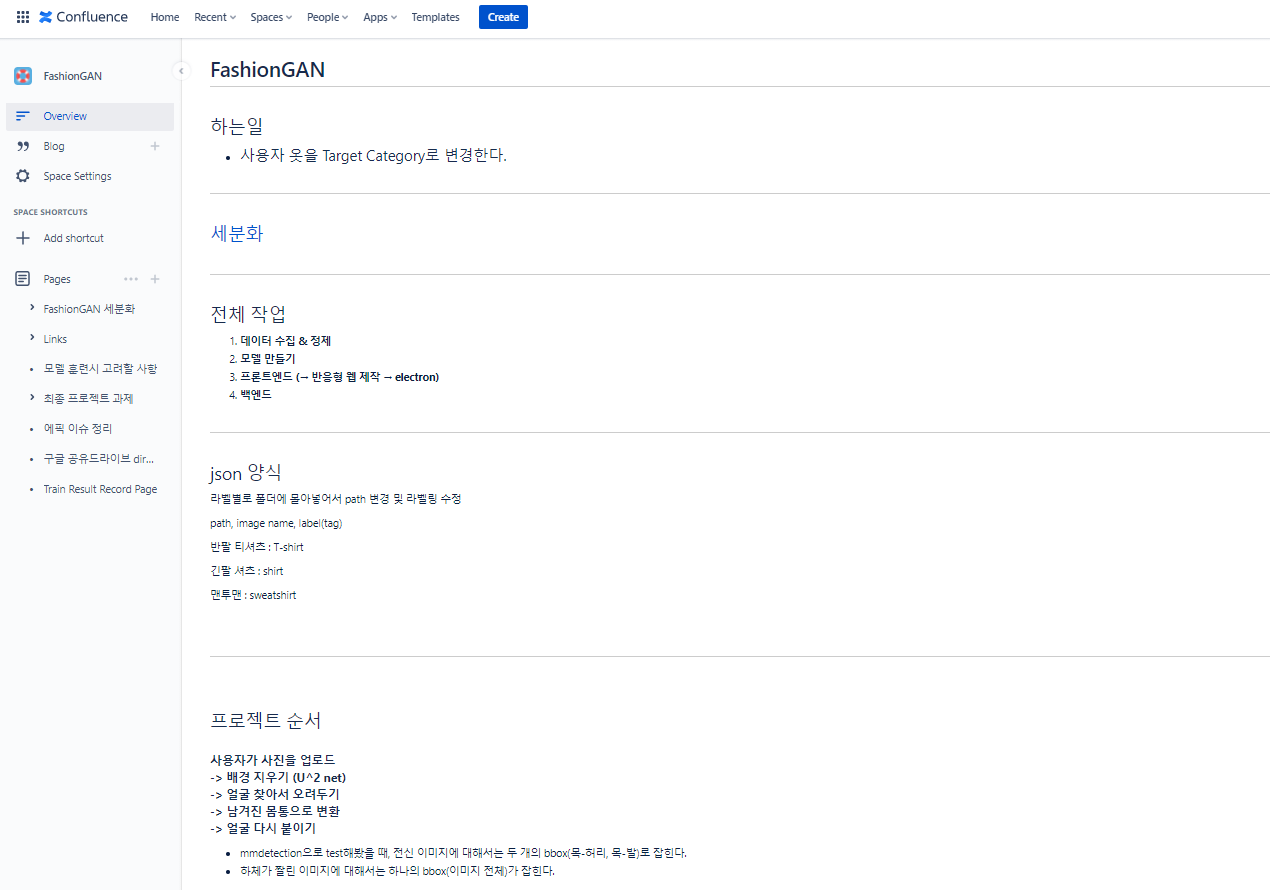 Confluence Home Recent Spaces People Apps Templates Create
FashionGAN
Overview
Blog
Space Settings
SPACE SHORTCUTS
Add shortcut
Pages
FashionGAN 세분화
Links
모델 훈련시 고려할 사항
최종 프로젝트 과제
에픽 이슈 정리
구글 공유드라이브 dir...
Train Result Record Page
FashionGAN
하는일
• 사용자 옷을 Target Category로 변경한다.
세분화
전체 작업
1. 데이터 수집 & 정제
2. 모델 만들기
3. 프론트엔드 (→ 반응형 웹 제작 → electron)
4. 백엔드
json 양식
라벨별로 폴더에 몰아넣어서 path 변경 및 라벨링 수정
path, image name, label(tag)
반팔 티셔츠 : T-shirt
긴팔 셔츠 : shirt
맨투맨 : sweatshirt
프로젝트 순서
사용자가 사진을 업로드
-> 배경 지우기 (U^2 net)
-> 얼굴 찾아서 오려두기
-> 남겨진 몸통으로 변환
-> 얼굴 다시 붙이기
• mmdetection으로 test해봤을 때, 전신 이미지에 대해서는 두 개의 bbox(목-허리, 목-발)로 잡힌다.
• 하체가 짤린 이미지에 대해서는 하나의 bbox(이미지 전체)가 잡힌다.